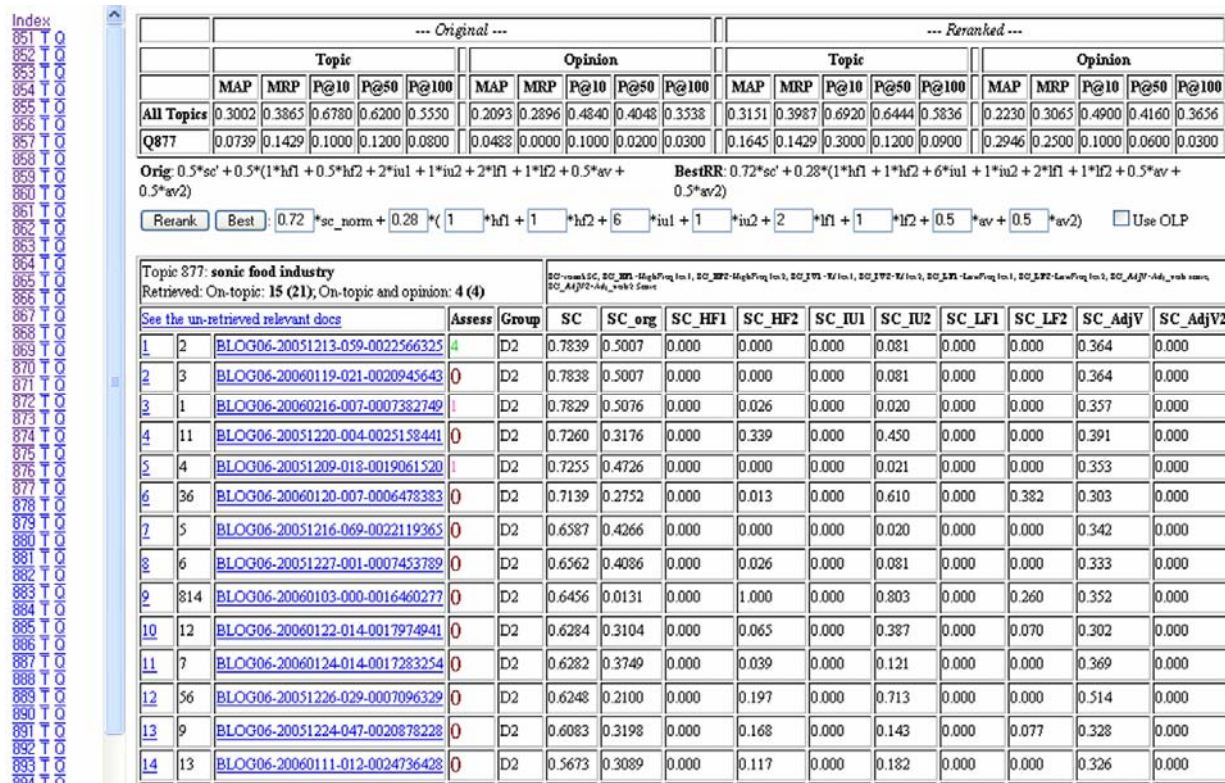 Index
851 T Q
852 T Q
853 T Q
854 T Q
855 T Q
856 T Q
857 T Q
858 T Q
859 T Q
860 T Q
861 T Q
862 T Q
863 T Q
864 T Q
865 T Q
866 T Q
867 T Q
868 T Q
869 T Q
870 T Q
871 T Q
872 T Q
873 T Q
874 T Q
875 T Q
876 T Q
877 T Q
878 T Q
879 T Q
880 T Q
881 T Q
882 T Q
883 T Q
884 T Q
885 T Q
886 T Q
887 T Q
888 T Q
889 T Q
890 T Q
891 T Q
892 T Q
893 T Q
894 T Q
--- Original --- --- Reranked ---
Topic Opinion Topic Opinion
MAP MRP P@10 P@50 P@100 MAP MRP P@10 P@50 P@100 MAP MRP P@10 P@50 P@100 MAP MRP P@10 P@50 P@100
All Topics 0.3002 0.3865 0.6780 0.6200 0.5550 0.2093 0.2896 0.4840 0.4048 0.3538 0.3151 0.3987 0.6920 0.6444 0.5836 0.2230 0.3065 0.4900 0.4160 0.3656
Q877 0.0739 0.1429 0.1000 0.1200 0.0800 0.0488 0.0000 0.1000 0.0200 0.0300 0.1645 0.1429 0.3000 0.1200 0.0900 0.2946 0.2500 0.1000 0.0600 0.0300
Orig: 0.5*sc' + 0.5*(1*hf1 + 0.5*hf2 + 2*iu1 + 1*iu2 + 2*lf1 + 1*lf2 + 0.5*av +
0.5*av2)
BestRR: 0.72*sc' + 0.28*(1*hf1 + 1*hf2 + 6*iu1 + 1*iu2 + 2*lf1 + 1*lf2 + 0.5*av +
0.5*av2)
Rerank Best : 0.72 *sc_norm + 0.28 *( 1 *hf1 + 1 *hf2 + 6 *iu1 + 1 *iu2 + 2 *lf1 + 1 *lf2 + 0.5 *av + 0.5 *av2) Use OLP
Topic 877: sonic food industry
Retrieved: On-topic: 15 (21); On-topic and opinion: 4 (4)
See the un-retrieved relevant docs Assess Group SC SC_org SC_HF1 SC_HF2 SC_IU1 SC_IU2 SC_LF1 SC_LF2 SC_AdjV SC_AdjV2
1 2 BLOG06-20051213-059-0022566325 4 D2 0.7839 0.5007 0.000 0.000 0.000 0.081 0.000 0.000 0.364 0.000
2 3 BLOG06-20060119-021-0020945643 0 D2 0.7838 0.5007 0.000 0.000 0.000 0.081 0.000 0.000 0.364 0.000
3 1 BLOG06-20060216-007-0007382749 1 D2 0.7829 0.5076 0.000 0.026 0.000 0.020 0.000 0.000 0.357 0.000
4 11 BLOG06-20051220-004-0025158441 0 D2 0.7260 0.3176 0.000 0.339 0.000 0.450 0.000 0.000 0.391 0.000
5 4 BLOG06-20051209-018-0019061520 1 D2 0.7255 0.4726 0.000 0.000 0.000 0.021 0.000 0.000 0.353 0.000
6 36 BLOG06-20060120-007-0006478383 0 D2 0.7139 0.2752 0.000 0.013 0.000 0.610 0.000 0.382 0.303 0.000
7 5 BLOG06-20051216-069-0022119365 0 D2 0.6587 0.4266 0.000 0.000 0.000 0.020 0.000 0.000 0.342 0.000
8 6 BLOG06-20051227-001-0007453789 0 D2 0.6562 0.4086 0.000 0.026 0.000 0.081 0.000 0.000 0.333 0.000
9 814 BLOG06-20060103-000-0016460277 0 D2 0.6456 0.0131 0.000 1.000 0.000 0.803 0.000 0.260 0.352 0.000
10 12 BLOG06-20060122-014-0017974941 0 D2 0.6284 0.3104 0.000 0.065 0.000 0.387 0.000 0.070 0.302 0.000
11 7 BLOG06-20060124-014-0017283254 0 D2 0.6282 0.3749 0.000 0.039 0.000 0.121 0.000 0.000 0.369 0.000
12 56 BLOG06-20051226-029-0007096329 0 D2 0.6248 0.2100 0.000 0.197 0.000 0.713 0.000 0.000 0.514 0.000
13 9 BLOG06-20051224-047-0020878228 0 D2 0.6083 0.3198 0.000 0.168 0.000 0.143 0.000 0.077 0.328 0.000
14 13 BLOG06-20060111-012-0024736428 0 D2 0.5673 0.3089 0.000 0.117 0.000 0.182 0.000 0.000 0.326 0.000